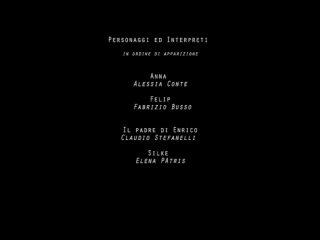 Personaggi ed Interpreti
in ordine di apparizione
Anna
Alessia Conte
Felip
Fabrizio Busso
Il padre di Enrico
Claudio Stefanelli
Silke
Elena PAtris